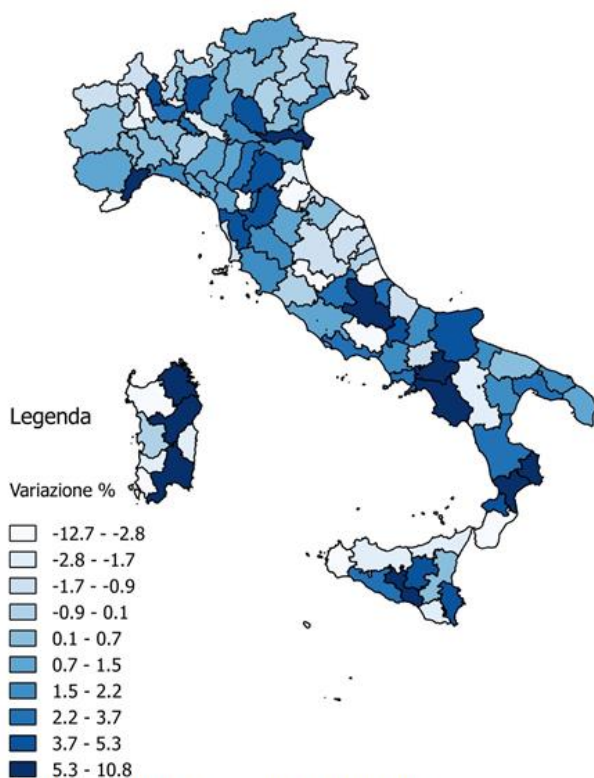 Legenda
Variazione %
-12.7 - -2.8
-2.8 - -1.7
-1.7 - -0.9
-0.9 - 0.1
0.1 - 0.7
0.7 - 1.5
1.5 - 2.2
2.2 - 3.7
3.7 - 5.3
5.3 - 10.8